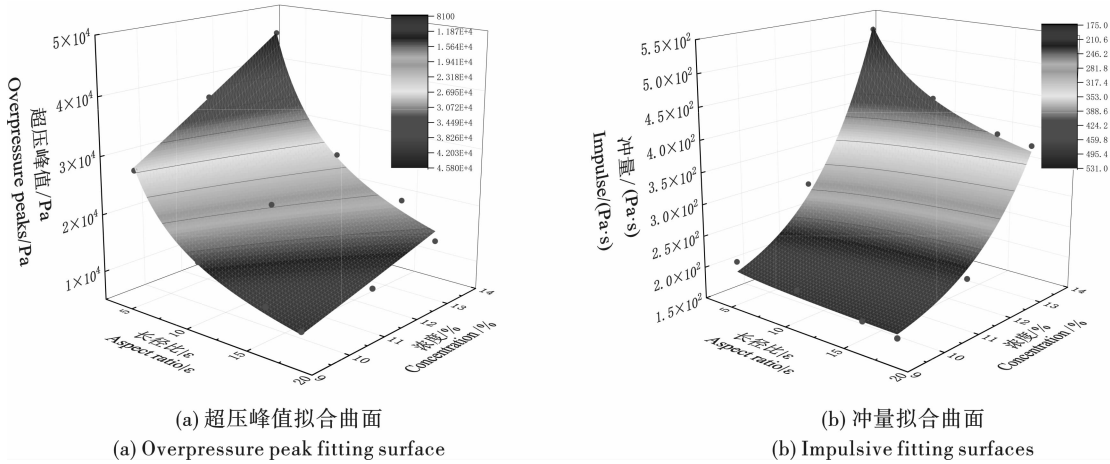 5×10⁴
4×10⁴
3×10⁴
2×10⁴
1×10⁴
超压峰值/Pa
Overpressure peaks/Pa
5
10
15
20
长径比/ε
Aspect ratio/ε
9
10
11
12
13
14
浓度/%
Concentration/%
8100
1.187E+4
1.564E+4
1.941E+4
2.318E+4
2.695E+4
3.072E+4
3.449E+4
3.826E+4
4.203E+4
4.580E+4
(a) 超压峰值拟合曲面
(a) Overpressure peak fitting surface
5.5×10²
5.0×10²
4.5×10²
4.0×10²
3.5×10²
3.0×10²
2.5×10²
2.0×10²
1.5×10²
冲量/(Pa·s)
Impulse/(Pa·s)
5
10
15
20
长径比/ε
Aspect ratio/ε
9
10
11
12
13
14
浓度/%
Concentration/%
175.0
210.6
246.2
281.8
317.4
353.0
388.6
424.2
459.8
495.4
531.0
(b) 冲量拟合曲面
(b) Impulsive fitting surfaces